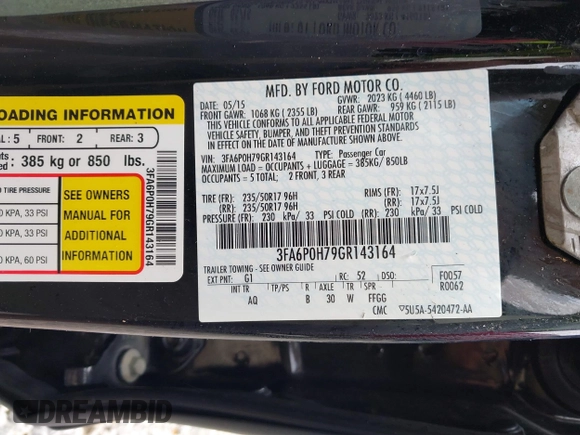 LOADING INFORMATION
AL: 5 FRONT: 2 REAR: 3
385 kg or 850 lbs.
TIRE PRESSURE
KPA, 33 PSI
KPA, 33 PSI
KPA, 60 PSI
SEE OWNERS
MANUAL FOR
ADDITIONAL
INFORMATION
3FA6P0H79GR143164
MFD. BY FORD MOTOR CO.
DATE: 05/15 GVWR: 2023 KG ( 4460 LB)
FRONT GAWR: 1068 KG ( 2355 LB) REAR GAWR: 959 KG ( 2115 LB)
THIS VEHICLE CONFORMS TO ALL APPLICABLE FEDERAL MOTOR
VEHICLE SAFETY, BUMPER, AND THEFT PREVENTION STANDARDS
IN EFFECT ON THE DATE OF MANUFACTURE SHOWN ABOVE.
VIN: 3FA6P0H79GR143164 TYPE: Passenger Car
MAXIMUM LOAD = OCCUPANTS + LUGGAGE = 385KG/ 850LB
OCCUPANTS = 5 TOTAL 2 FRONT, 3 REAR
TIRE (FR): 235/50R17 96H RIMS (FR): 17x7.5J
(RR): 235/50R17 96H (RR): 17x7.5J
PRESSURE (FR): 230 kPa/ 33 PSI COLD (RR): 230 kPa/ 33 PSI COLD
3FA6P0H79GR143164
TRAILER TOWING - SEE OWNER GUIDE
EXT PNT: G1 RC: 52 DSO: F0057
R0062
INT TR TP/PS R AXLE TR SPR
AQ B 30 W FFGG
CMC 5U5A-5420472-AA
DREAMBID